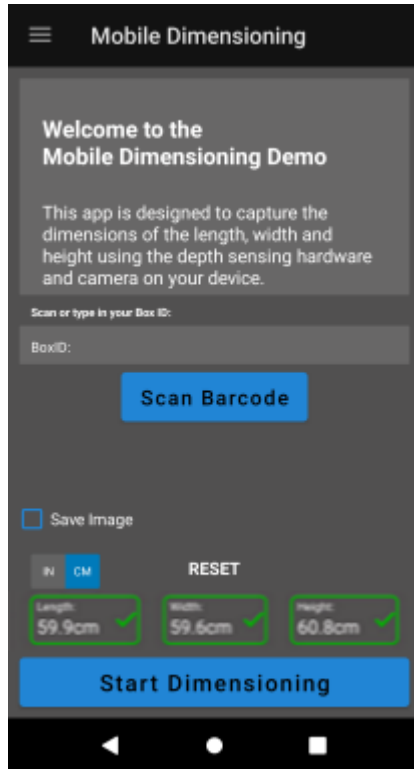 Mobile Dimensioning
Welcome to the
Mobile Dimensioning Demo
This app is designed to capture the
dimensions of the length, width and
height using the depth sensing hardware
and camera on your device.
Scan or type in your Box ID:
BoxID:
Scan Barcode
Save Image
IN CM RESET
Length: Width: Height:
59.9cm 59.6cm 60.8cm
Start Dimensioning